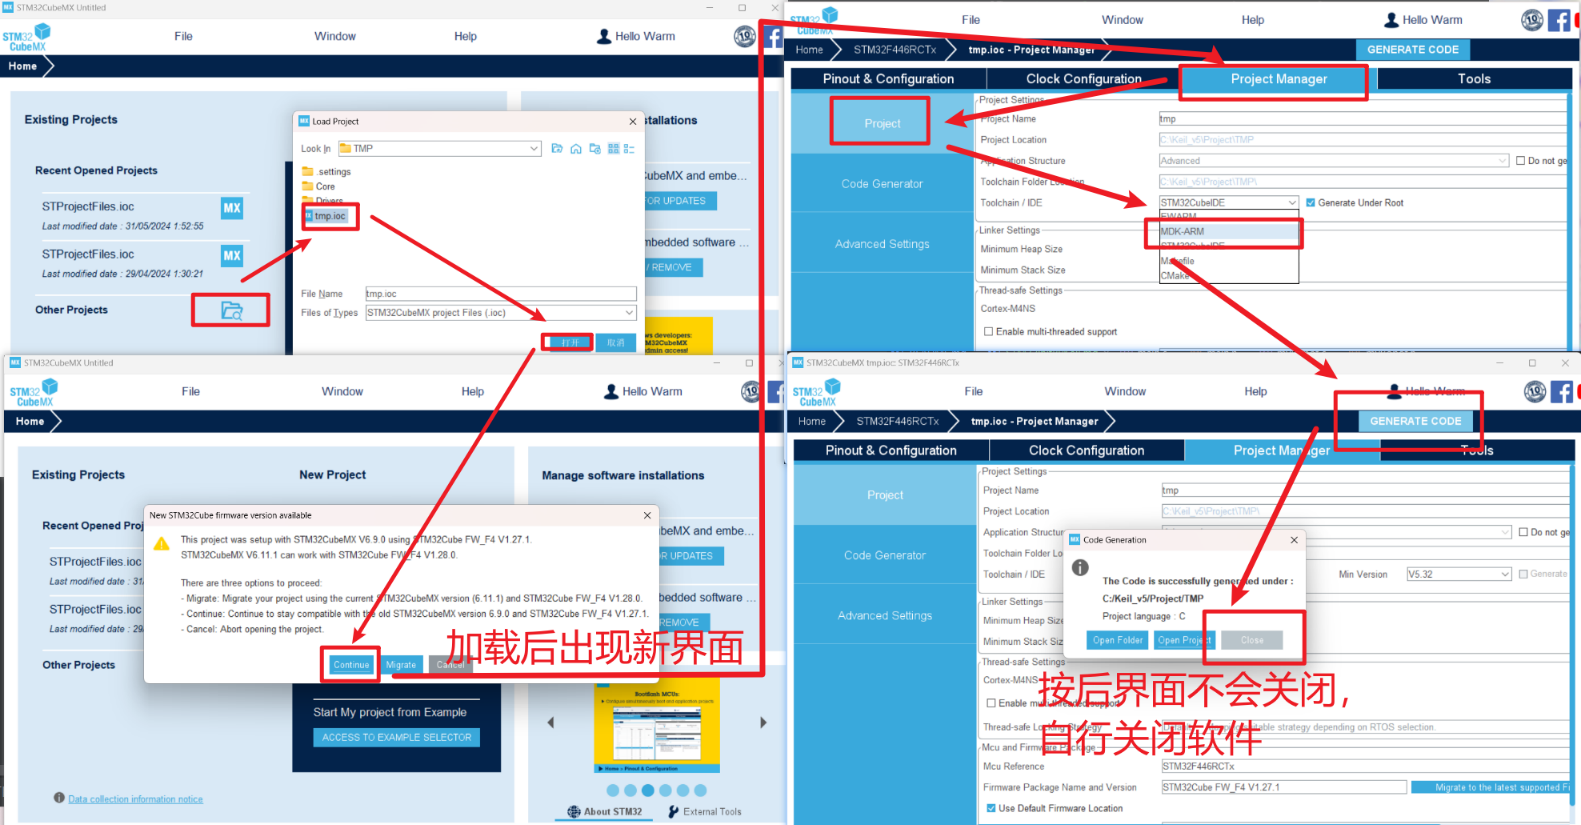 STM32CubeMX Untitled
STM32
CubeMX
File
Window
Help
Hello Warm
Home
Existing Projects
Recent Opened Projects
STProjectFiles.ioc
MX
Last modified date : 31/05/2024 1:52:55
STProjectFiles.ioc
MX
Last modified date : 29/04/2024 1:30:21
Other Projects
stallations
CubeMX and embe...
FOR UPDATES
mbedded software ...
/ REMOVE
ws developers:
TM32CubeMX
admin access!
MX Load Project
Look In
TMP
.settings
Core
Drivers
tmp.ioc
File Name
tmp.ioc
Files of Types
STM32CubeMX project Files (.ioc)
打开
取消
STM32
CubeMX
File
Window
Help
Hello Warm
Home
STM32F446RCTx
tmp.ioc - Project Manager
GENERATE CODE
Pinout & Configuration
Clock Configuration
Project Manager
Tools
Project
Code Generator
Advanced Settings
Project Settings
Project Name
tmp
Project Location
C:\Keil_v5\Project\TMP
Application Structure
Advanced
Do not ge
Toolchain Folder Location
C:\Keil_v5\Project\TMP\
Toolchain / IDE
STM32CubeIDE
Generate Under Root
EWARM
MDK-ARM
STM32CubeIDE
Makefile
CMake
Linker Settings
Minimum Heap Size
Minimum Stack Size
Thread-safe Settings
Cortex-M4NS
Enable multi-threaded support
MX STM32CubeMX Untitled
STM32
CubeMX
File
Window
Help
Hello Warm
Home
Existing Projects
New Project
Manage software installations
Recent Opened Proj
STProjectFiles.ioc
Last modified date : 31
STProjectFiles.ioc
Last modified date : 29
Other Projects
New STM32Cube firmware version available
This project was setup with STM32CubeMX V6.9.0 using STM32Cube FW_F4 V1.27.1.
STM32CubeMX V6.11.1 can work with STM32Cube FW_F4 V1.28.0.
There are three options to proceed:
- Migrate: Migrate your project using the current STM32CubeMX version (6.11.1) and STM32Cube FW_F4 V1.28.0.
- Continue: Continue to stay compatible with the old STM32CubeMX version 6.9.0 and STM32Cube FW_F4 V1.27.1.
- Cancel: Abort opening the project.
Continue
Migrate
Cancel
加载后出现新界面
ubeMX and embe...
OR UPDATES
bedded software ...
REMOVE
Start My project from Example
ACCESS TO EXAMPLE SELECTOR
Bootflash MCUs:
Home > Pinout & Configuration
Data collection information notice
About STM32
External Tools
MX STM32CubeMX tmp.ioc: STM32F446RCTx
STM32
CubeMX
File
Window
Help
Hello Warm
Home
STM32F446RCTx
tmp.ioc - Project Manager
GENERATE CODE
Pinout & Configuration
Clock Configuration
Project Manager
Tools
Project
Code Generator
Advanced Settings
Project Settings
Project Name
tmp
Project Location
C:\Keil_v5\Project\TMP\
Application Structur
Do not ge
Toolchain Folder Lo
Toolchain / IDE
Min Version
V5.32
Generate
Linker Settings
Minimum Heap Size
Minimum Stack Siz
Thread-safe Settings
Cortex-M4NS
Enable multi-threaded support
Thread-safe Locking Strategy
table strategy depending on RTOS selection.
Mcu and Firmware Package
Mcu Reference
STM32F446RCTx
Firmware Package Name and Version
STM32Cube FW_F4 V1.27.1
Migrate to the latest supported Fi
Use Default Firmware Location
MX Code Generation
The Code is successfully generated under :
C:/Keil_v5/Project/TMP
Project language : C
Open Folder
Open Project
Close
按后界面不会关闭，
自行关闭软件